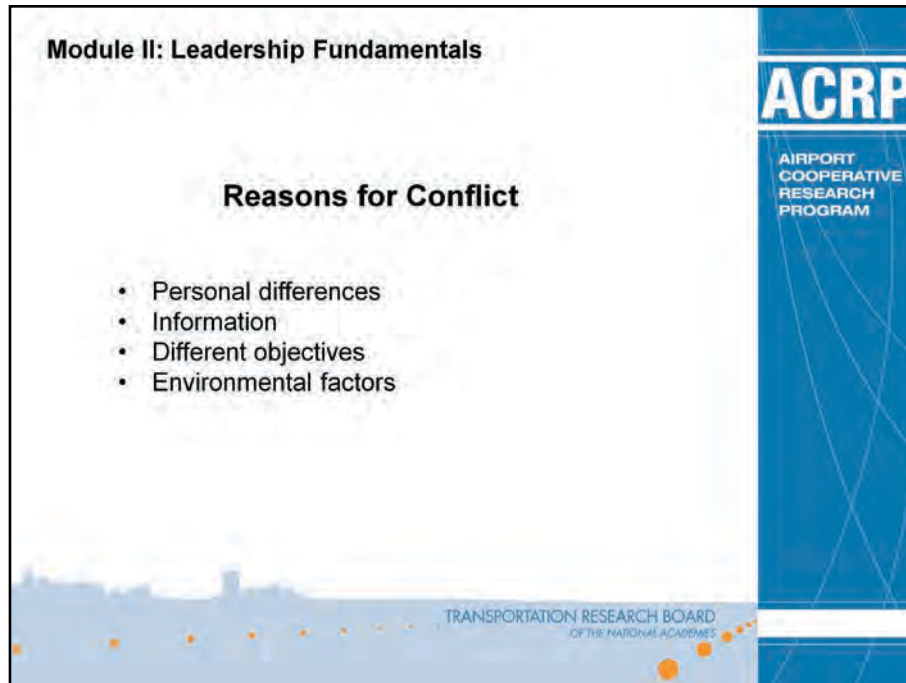 Module II: Leadership Fundamentals
Reasons for Conflict
• Personal differences
• Information
• Different objectives
• Environmental factors
ACRP
AIRPORT
COOPERATIVE
RESEARCH
PROGRAM
TRANSPORTATION RESEARCH BOARD
OF THE NATIONAL ACADEMIES